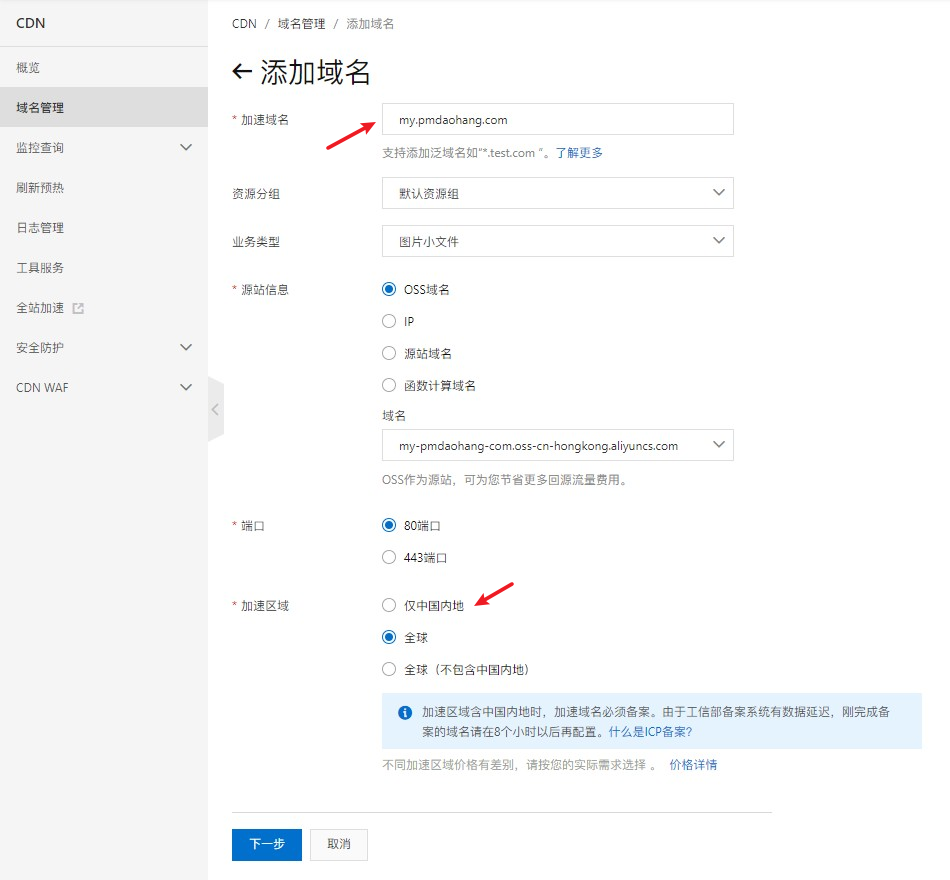 CDN
概览
域名管理
监控查询
刷新预热
日志管理
工具服务
全站加速
安全防护
CDN WAF
CDN / 域名管理 / 添加域名
添加域名
* 加速域名
my.pmdaohang.com
支持添加泛域名如“*.test.com ”。了解更多
资源分组
默认资源组
业务类型
图片小文件
* 源站信息
OSS域名
IP
源站域名
函数计算域名
域名
my-pmdaohang-com.oss-cn-hongkong.aliyuncs.com
OSS作为源站，可为您节省更多回源流量费用。
* 端口
80端口
443端口
* 加速区域
仅中国内地
全球
全球（不包含中国内地）
加速区域含中国内地时，加速域名必须备案。由于工信部备案系统有数据延迟，刚完成备
案的域名请在8个小时以后再配置。什么是ICP备案?
不同加速区域价格有差别，请按您的实际需求选择 。 价格详情
下一步
取消